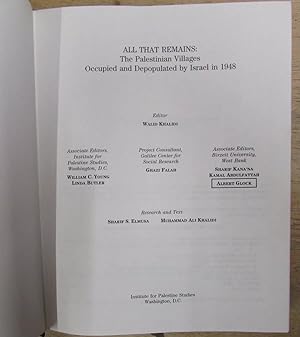 ALL THAT REMAINS:
The Palestinian Villages
Occupied and Depopulated by Israel in 1948
Editor
WALID KHALIDI
Associate Editors,
Institute for
Palestine Studies,
Washington, D.C.
WILLIAM C. YOUNG
LINDA BUTLER
Project Consultant,
Galilee Center for
Social Research
GHAZI FALAH
Associate Editors,
Birzeit University,
West Bank
SHARIF KANA'NA
KAMAL ABDULFATTAH
ALBERT GLOCK
Research and Text
SHARIF S. ELMUSA MUHAMMAD ALI KHALIDI
Institute for Palestine Studies
Washington, D.C.